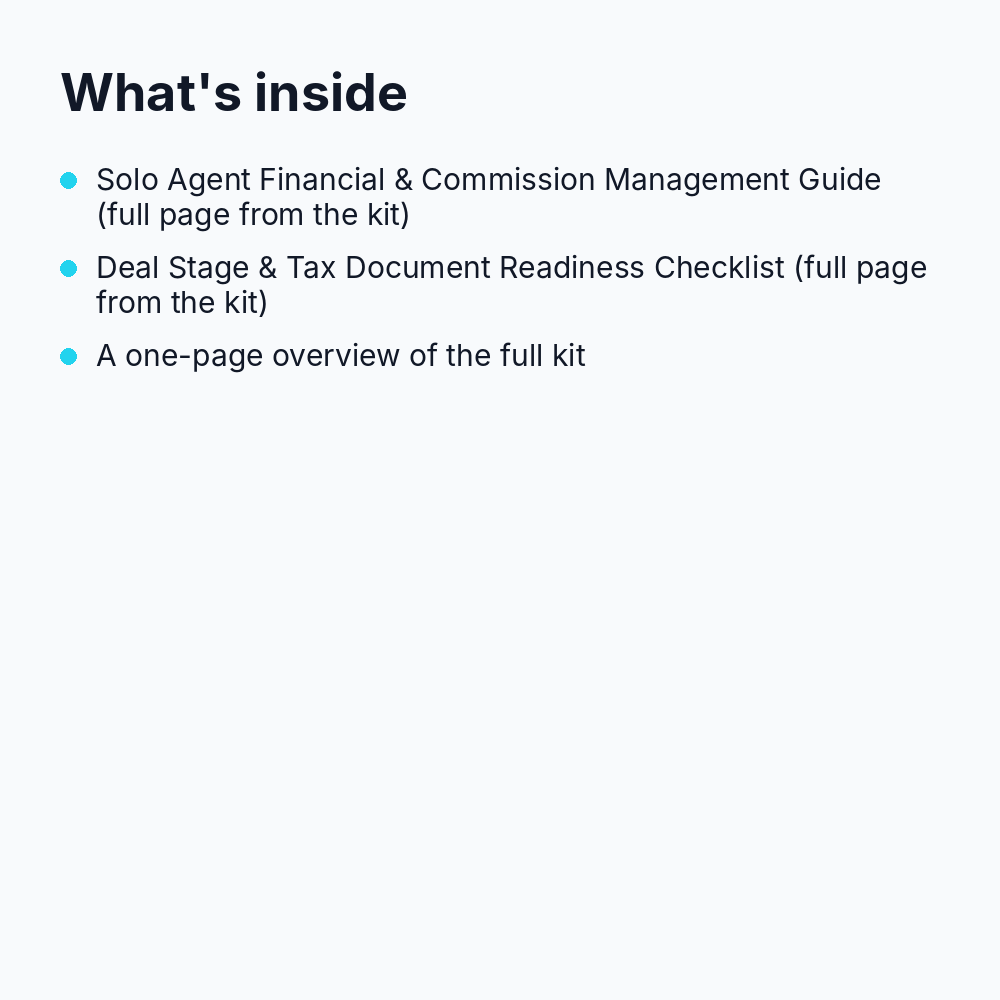 What's inside
Solo Agent Financial & Commission Management Guide
(full page from the kit)
Deal Stage & Tax Document Readiness Checklist (full page
from the kit)
A one-page overview of the full kit